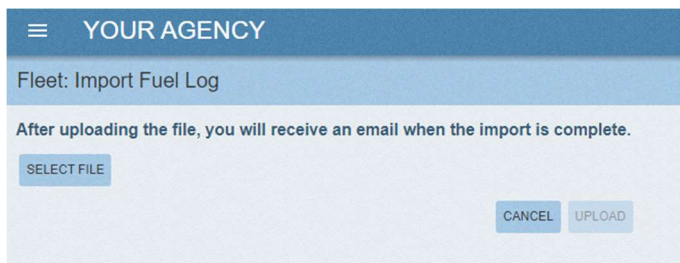 YOUR AGENCY
Fleet: Import Fuel Log
After uploading the file, you will receive an email when the import is complete.
SELECT FILE
CANCEL UPLOAD